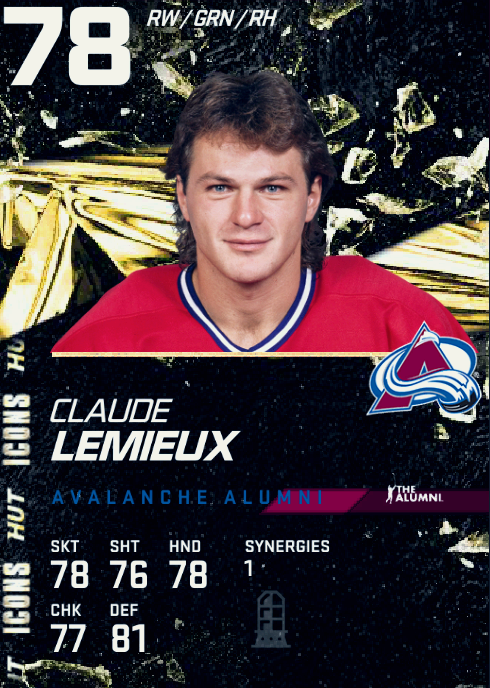 78
RW / GRN / RH
HUT
ICONS
HUT
ICONS
HUT
CLAUDE
LEMIEUX
AVALANCHE ALUMNI
THE
ALUMNI
SKT SHT HND SYNERGIES
78 76 78 1
CHK DEF
77 81